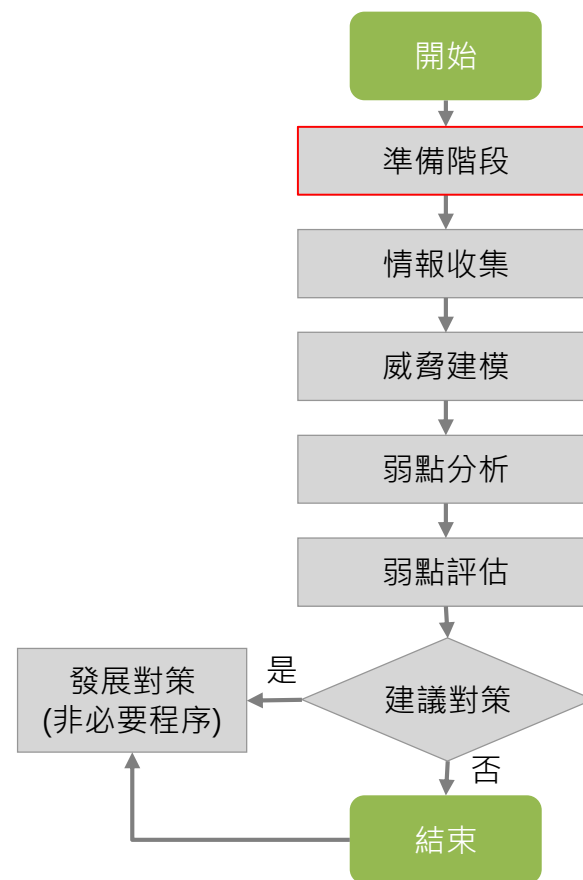 開始
準備階段
情報收集
威脅建模
弱點分析
弱點評估
發展對策
(非必要程序)
是
建議對策
否
結束